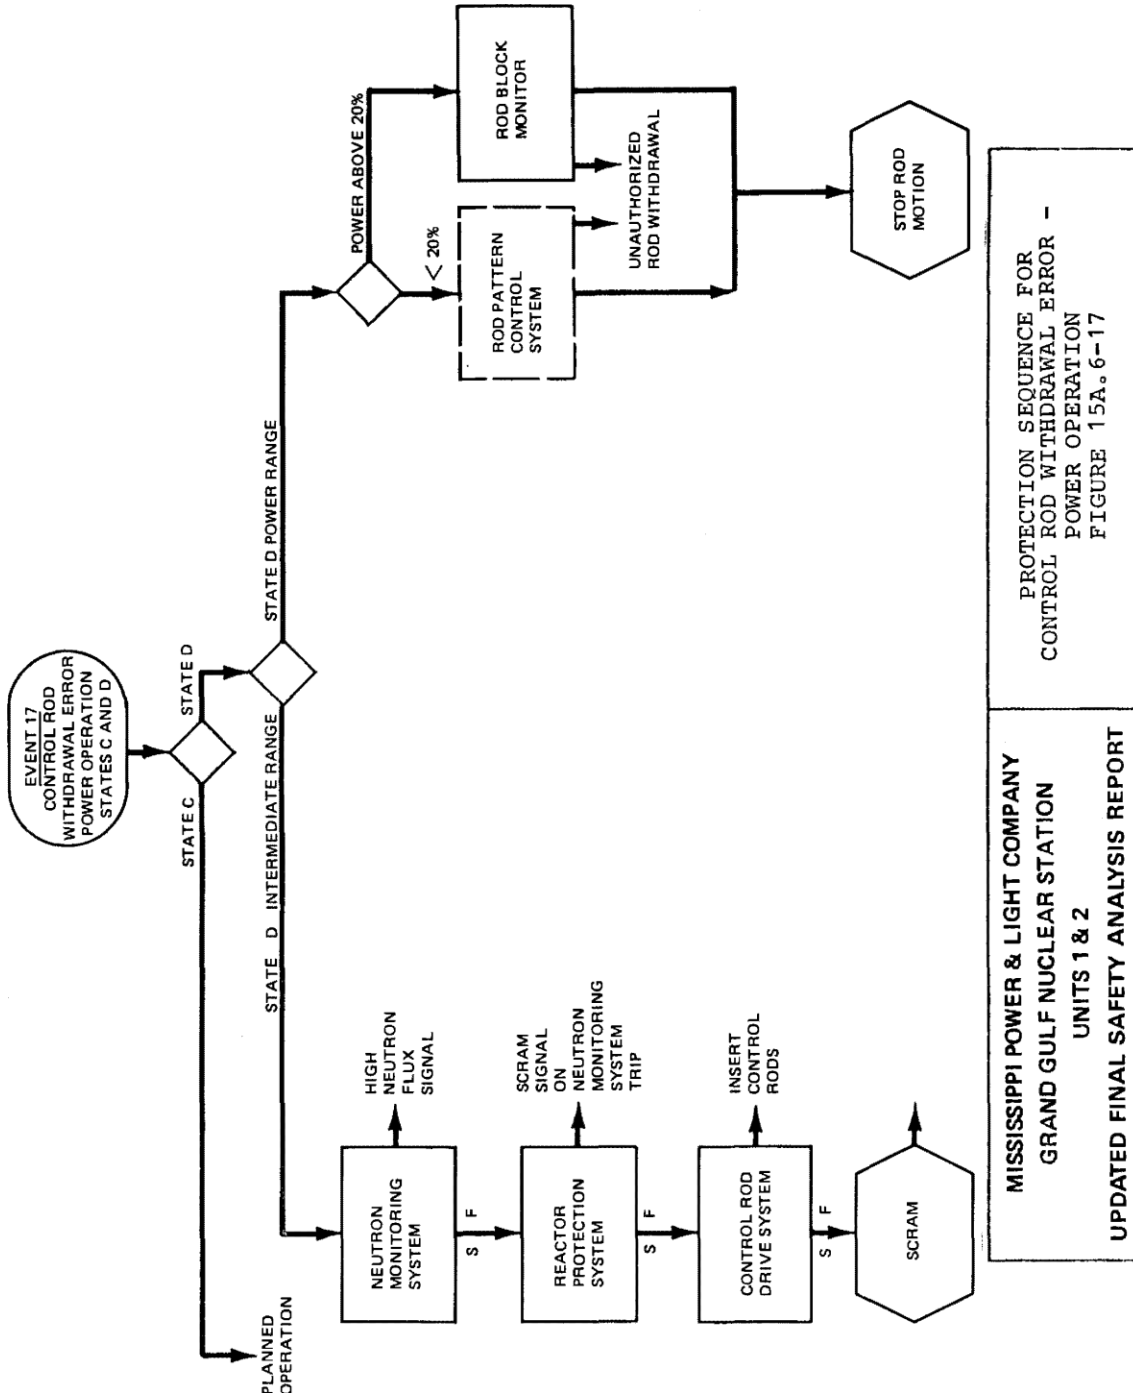 EVENT 17
CONTROL ROD
WITHDRAWAL ERROR
POWER OPERATION
STATES C AND D
STATE C
STATE D
PLANNED
OPERATION
STATE D INTERMEDIATE RANGE
STATE D POWER RANGE
POWER ABOVE 20%
< 20%
NEUTRON
MONITORING
SYSTEM
HIGH
NEUTRON
FLUX
SIGNAL
S F
REACTOR
PROTECTION
SYSTEM
SCRAM
SIGNAL
ON
NEUTRON
MONITORING
SYSTEM
TRIP
S F
CONTROL ROD
DRIVE SYSTEM
INSERT
CONTROL
RODS
S F
SCRAM
ROD PATTERN
CONTROL
SYSTEM
ROD BLOCK
MONITOR
UNAUTHORIZED
ROD WITHDRAWAL
STOP ROD
MOTION
MISSISSIPPI POWER & LIGHT COMPANY
GRAND GULF NUCLEAR STATION
UNITS 1 & 2
UPDATED FINAL SAFETY ANALYSIS REPORT
PROTECTION SEQUENCE FOR
CONTROL ROD WITHDRAWAL ERROR -
POWER OPERATION
FIGURE 15A.6-17